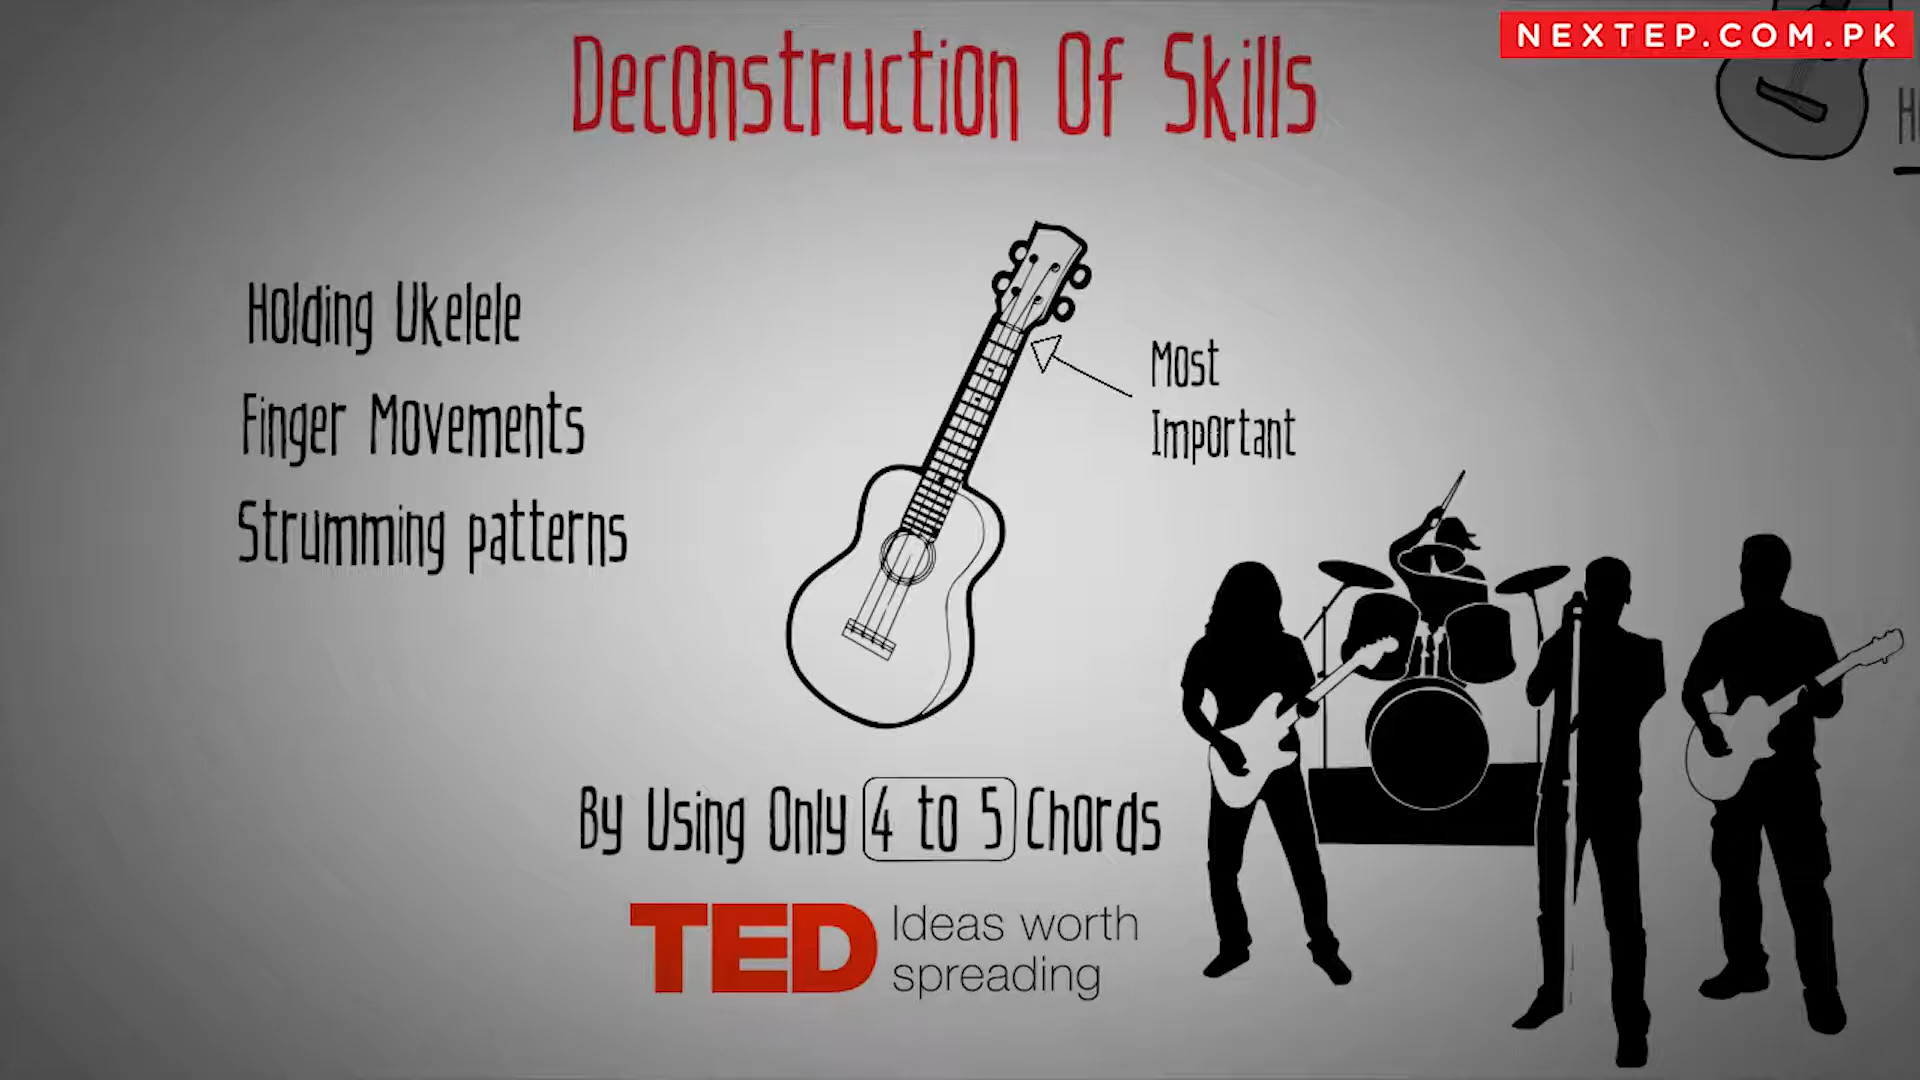 NEXTEP.COM.PK
Deconstruction Of Skills
Holding Ukelele
Finger Movements
Strumming patterns
Most
Important
By Using Only 4 to 5 Chords
TED Ideas worth
spreading